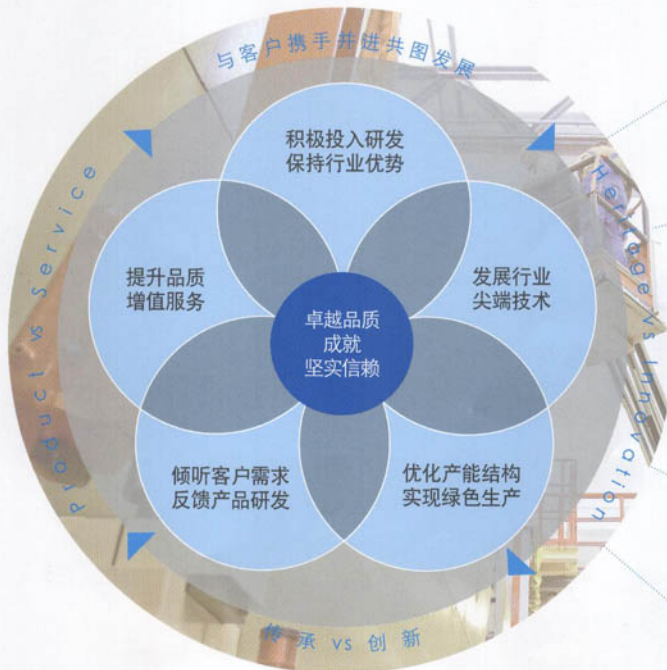 与客户携手并进共图发展
积极投入研发
保持行业优势
Product vs Service
Heritage vs Innovation
提升品质
增值服务
发展行业
尖端技术
卓越品质
成就
坚实信赖
倾听客户需求
反馈产品研发
优化产能结构
实现绿色生产
传承 vs 创新